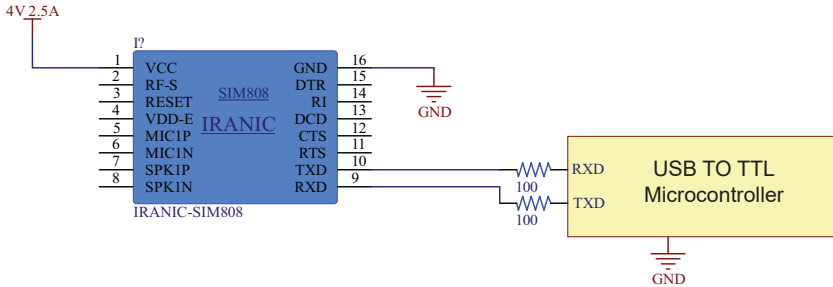 4V 2.5A
I?
1 VCC GND 16
2 RF-S DTR 15
3 RESET SIM808 RI 14
4 VDD-E DCD 13
5 MIC1P IRANIC CTS 12
6 MIC1N RTS 11
7 SPK1P TXD 10
8 SPK1N RXD 9
IRANIC-SIM808
GND
100
100
RXD
TXD
USB TO TTL
Microcontroller
GND